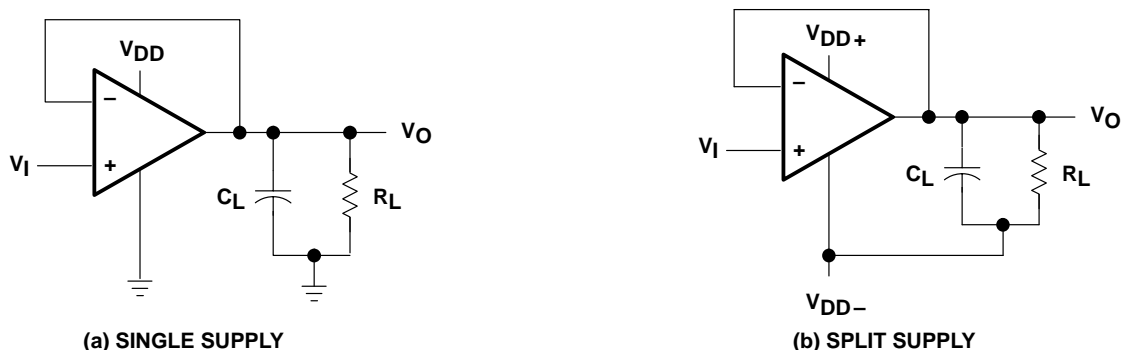 VDD
−
VI
+
VO
CL
RL
(a) SINGLE SUPPLY
VDD+
−
VI
+
VO
CL
RL
VDD−
(b) SPLIT SUPPLY